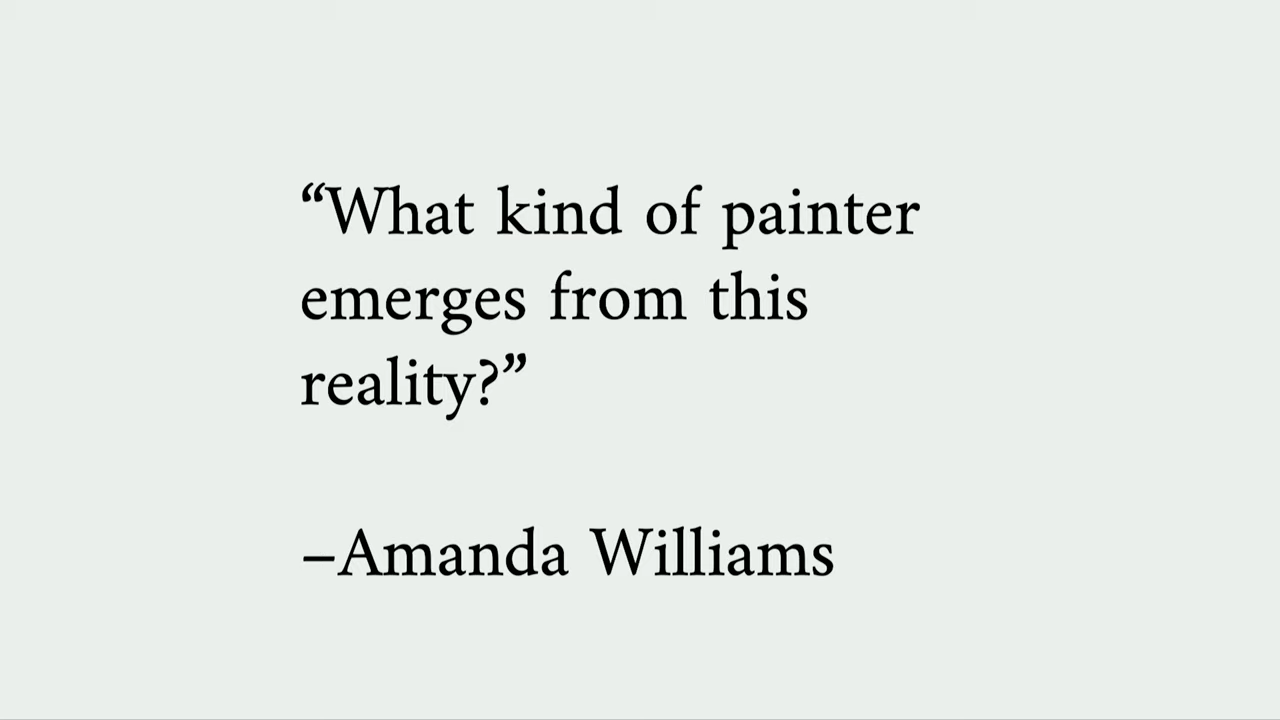 “What kind of painter
emerges from this
reality?”
–Amanda Williams